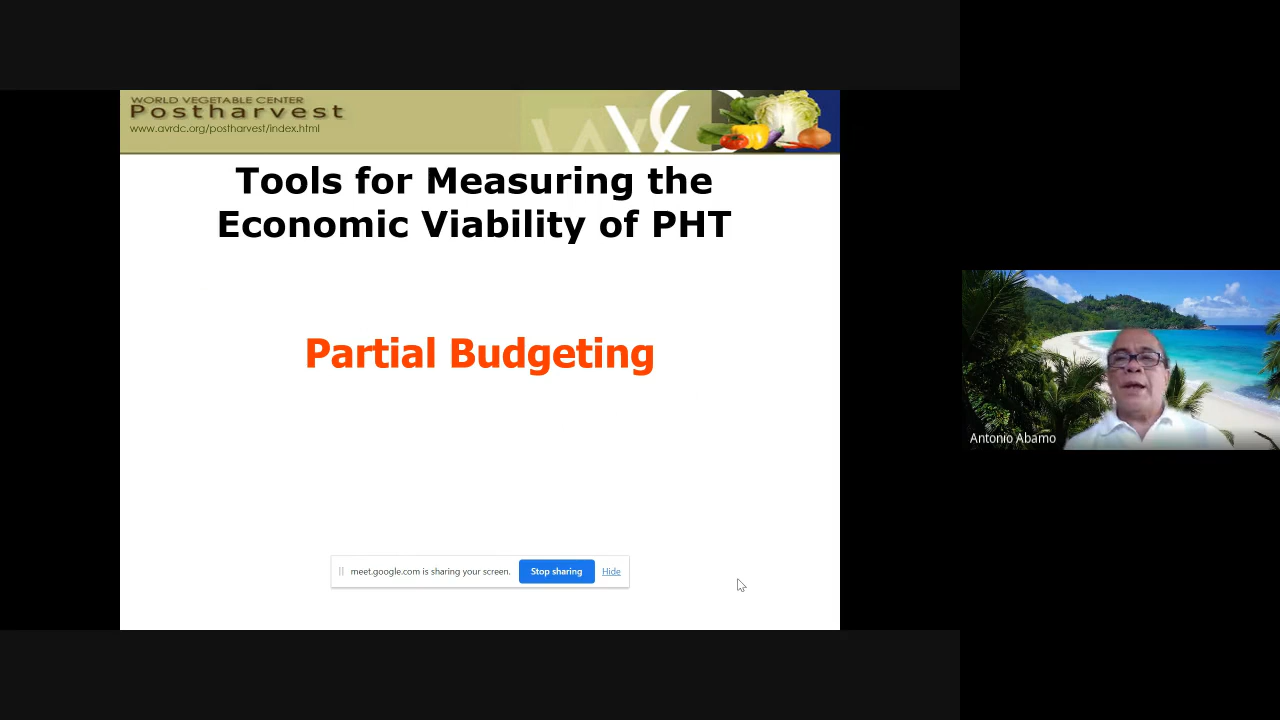 WORLD VEGETABLE CENTER
Postharvest
www.avrdc.org/postharvest/index.html
Tools for Measuring the
Economic Viability of PHT
Partial Budgeting
meet.google.com is sharing your screen.
Stop sharing
Hide
Antonio Abamo